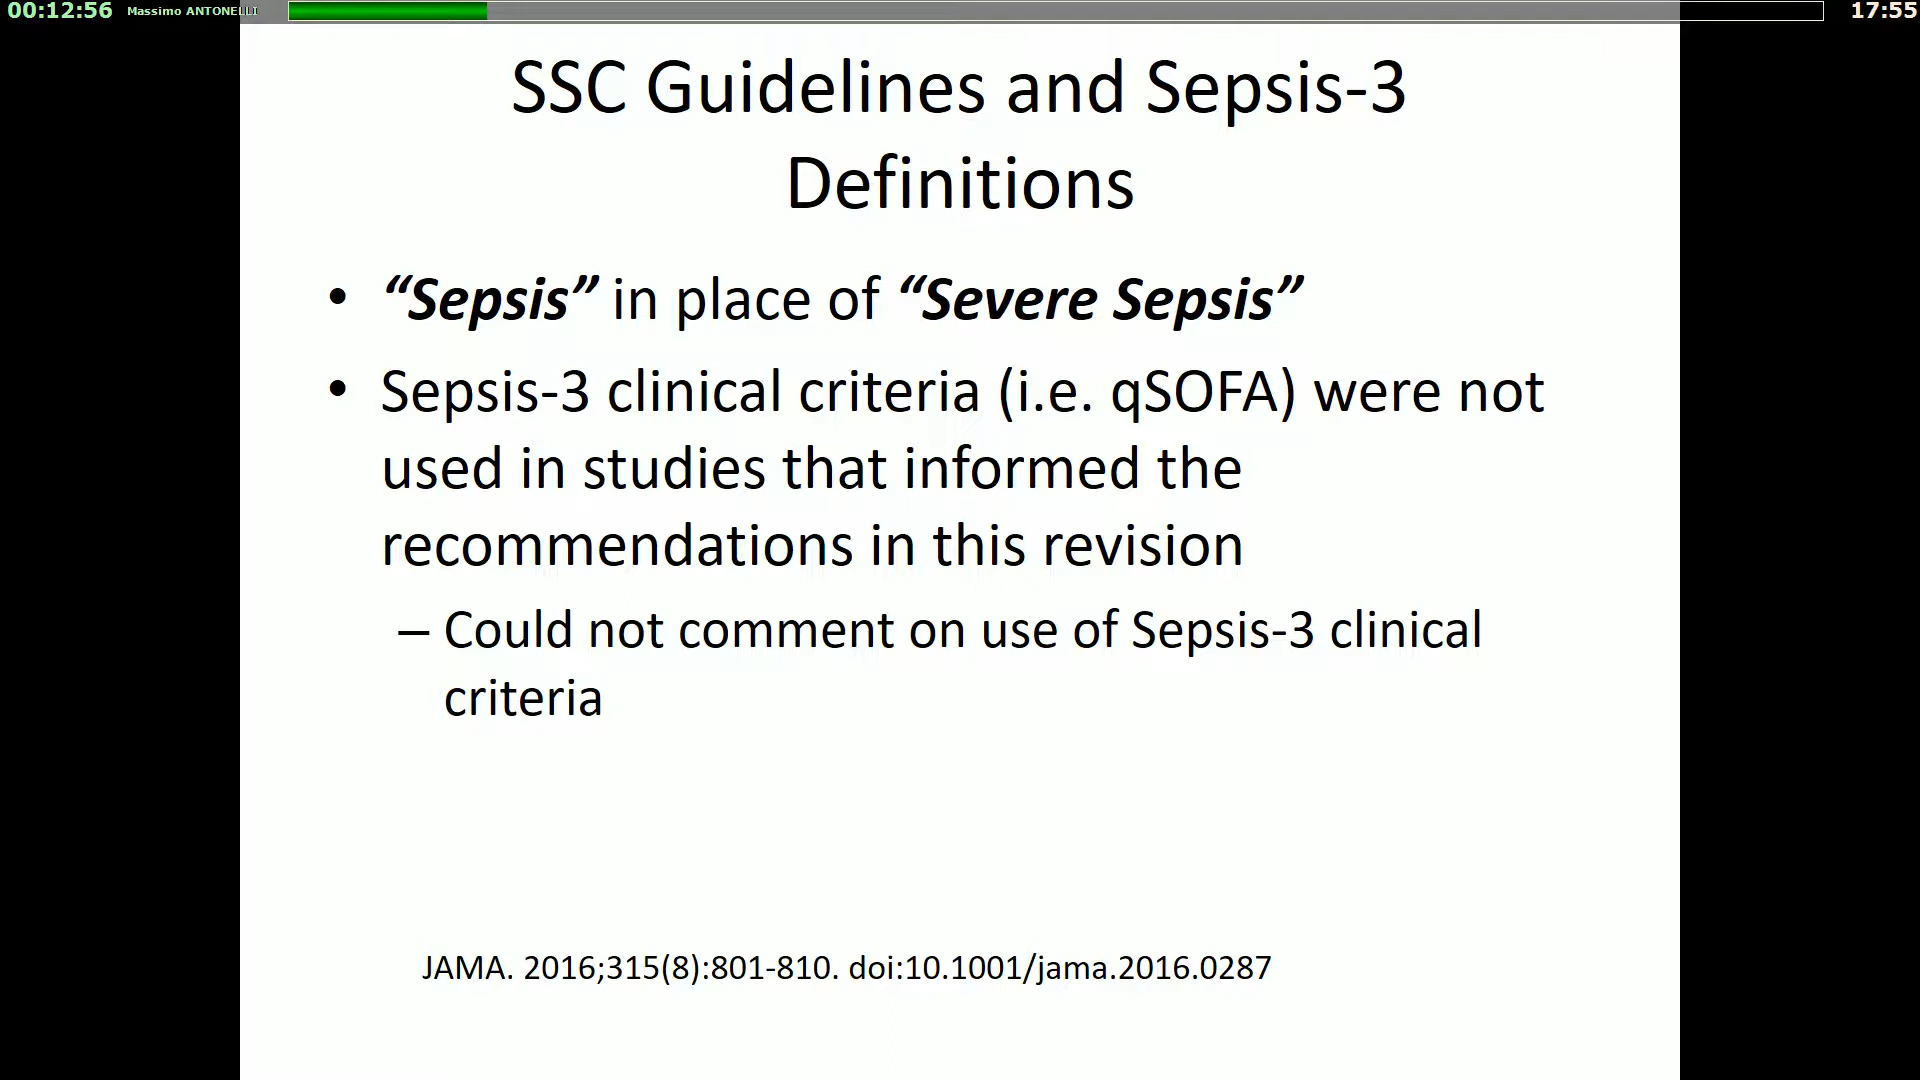 00:12:56 Massimo ANTONELLI 17:55
SSC Guidelines and Sepsis-3
Definitions
• “Sepsis” in place of “Severe Sepsis”
• Sepsis-3 clinical criteria (i.e. qSOFA) were not
used in studies that informed the
recommendations in this revision
– Could not comment on use of Sepsis-3 clinical
criteria
JAMA. 2016;315(8):801-810. doi:10.1001/jama.2016.0287